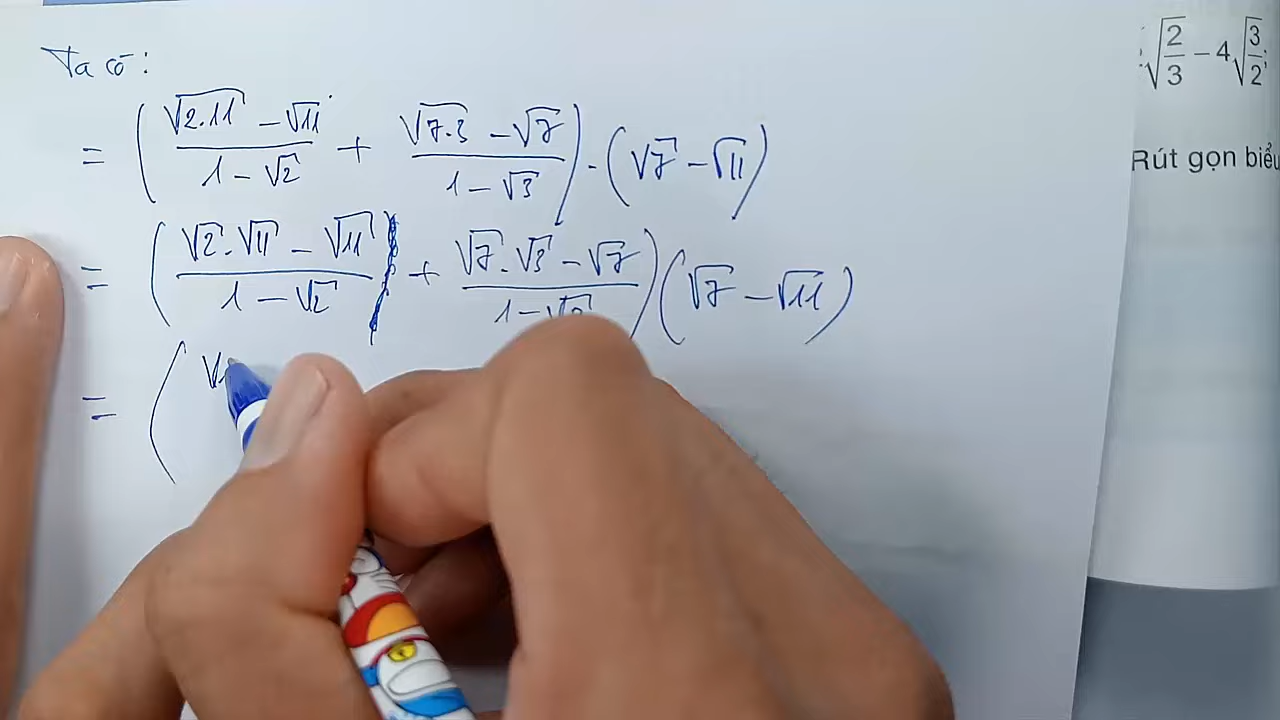 Ta có:
= ( (√2.11 − √11)/(1 − √2) + (√7.3 − √7)/(1 − √3) ) . (√7 − √11)
= ( (√2.√11 − √11)/(1 − √2) + (√7.√3 − √7)/(1 − √3) ) (√7 − √11)
= ( √
√(2/3) − 4√(3/2);
Rút gọn biểu